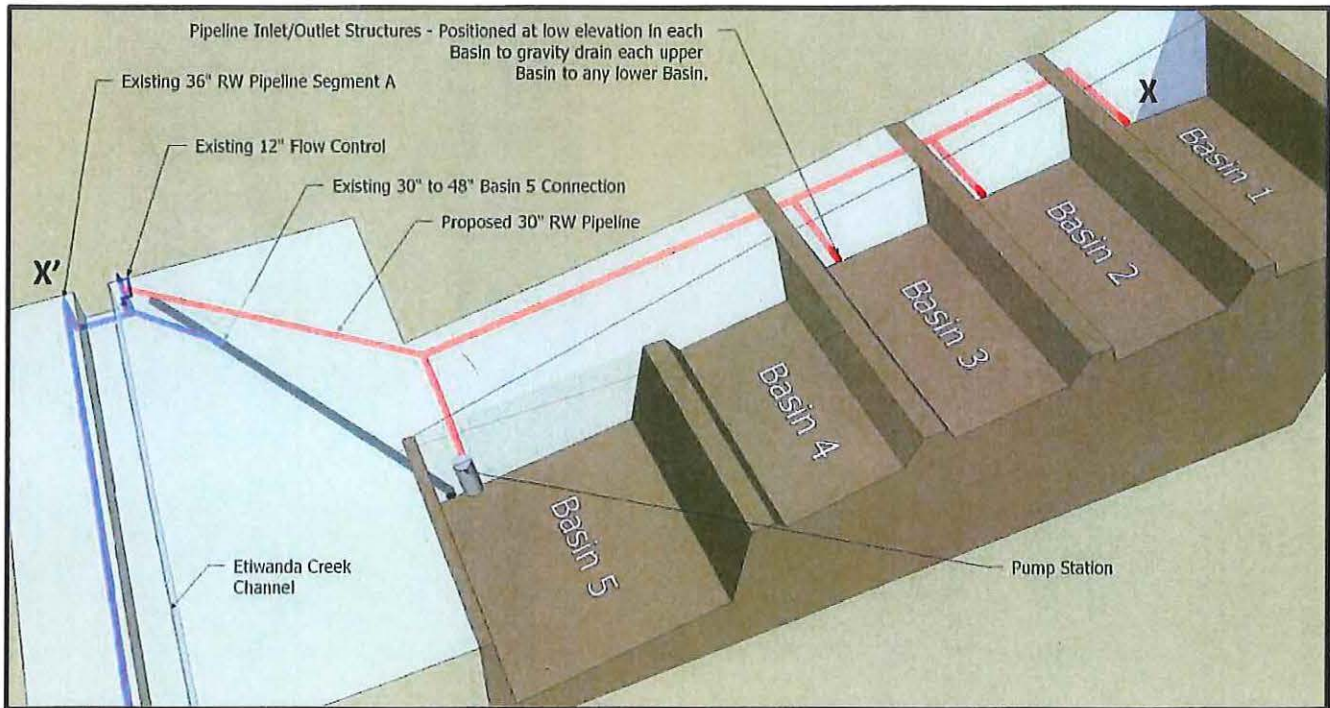 Pipeline Inlet/Outlet Structures - Positioned at low elevation in each
Basin to gravity drain each upper
Basin to any lower Basin.
Existing 36" RW Pipeline Segment A
X
Basin 1
Existing 12" Flow Control
Existing 30" to 48" Basin 5 Connection
Proposed 30" RW Pipeline
Basin 2
X'
Basin 3
Basin 4
Basin 5
Etiwanda Creek
Channel
Pump Station